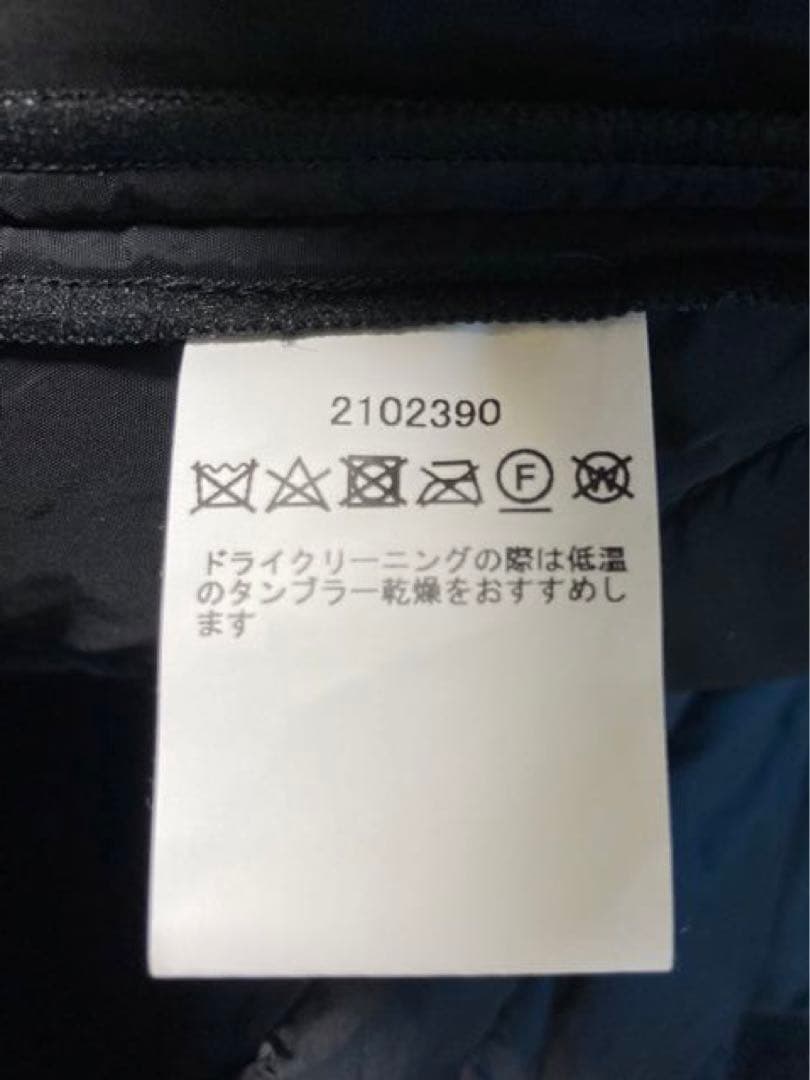 2102390
F W
ドライクリーニングの際は低温
のタンブラー乾燥をおすすめし
ます